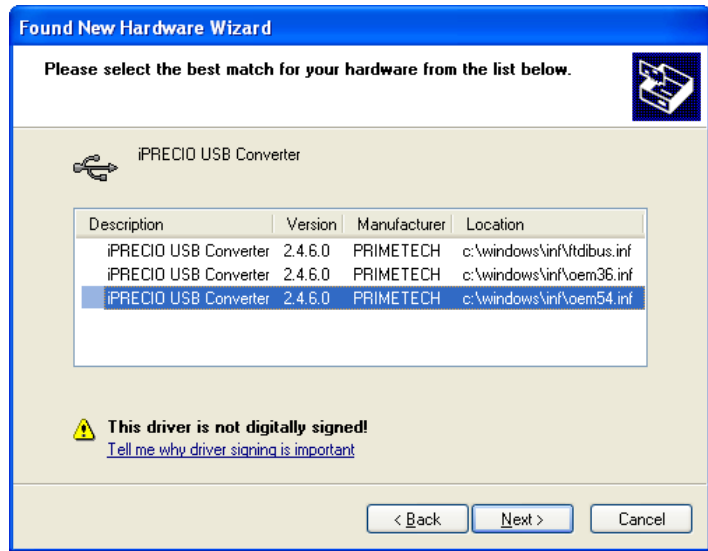 Found New Hardware Wizard
Please select the best match for your hardware from the list below.
iPRECIO USB Converter
Description Version Manufacturer Location
iPRECIO USB Converter 2.4.6.0 PRIMETECH c:\windows\inf\ftdibus.inf
iPRECIO USB Converter 2.4.6.0 PRIMETECH c:\windows\inf\oem36.inf
iPRECIO USB Converter 2.4.6.0 PRIMETECH c:\windows\inf\oem54.inf
This driver is not digitally signed!
Tell me why driver signing is important
< Back Next > Cancel